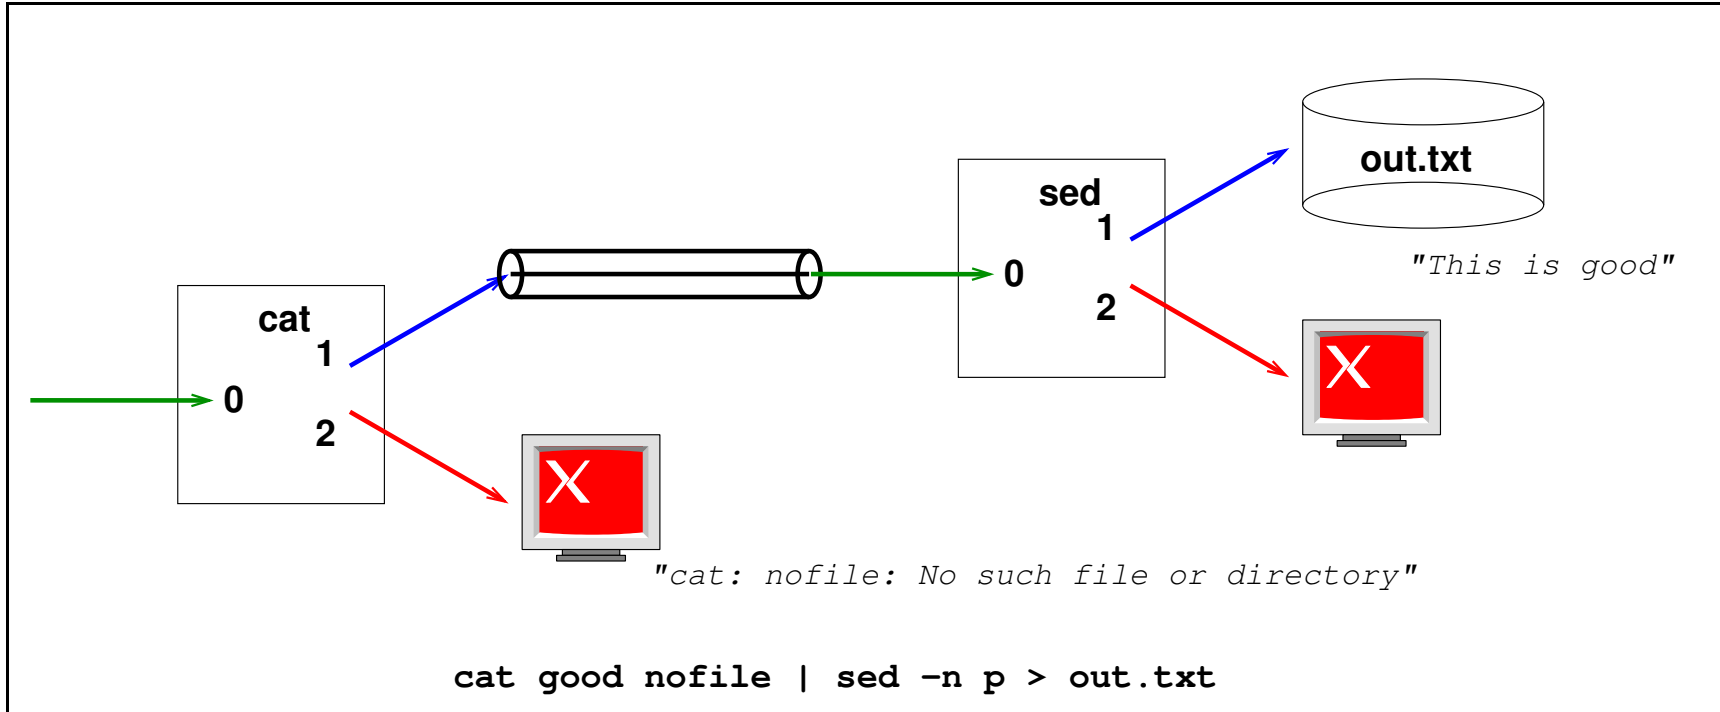 out.txt
sed
1
"This is good"
0
2
cat
1
0
2
X
X
"cat: nofile: No such file or directory"
cat good nofile | sed −n p > out.txt